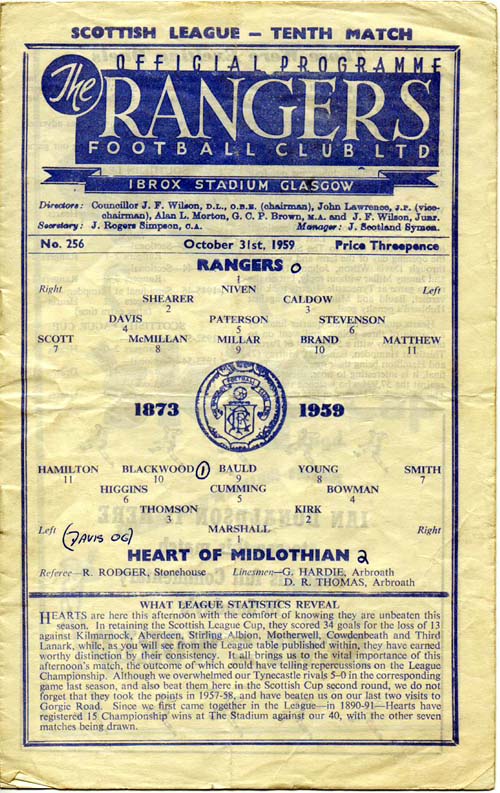 SCOTTISH LEAGUE — TENTH MATCH
OFFICIAL PROGRAMME
The RANGERS
FOOTBALL CLUB LTD
IBROX STADIUM GLASGOW
Directors: Councillor J. F. Wilson, D.L., O.B.E. (chairman), John Lawrence, J.P. (vice-
chairman), Alan L. Morton, G. C. P. Brown, M.A. and J. F. Wilson, Junr.
Secretary: J. Rogers Simpson, C.A. Manager: J. Scotland Symon.
No. 256 October 31st, 1959 Price Threepence
RANGERS 0
1
Right NIVEN Left
SHEARER CALDOW
2 3
DAVIS PATERSON STEVENSON
4 5 6
SCOTT McMILLAN MILLAR BRAND MATTHEW
7 8 9 10 11
1873 1959
HAMILTON BLACKWOOD 1 BAULD YOUNG SMITH
11 10 9 8 7
HIGGINS CUMMING BOWMAN
6 5 4
THOMSON KIRK
3 2
Left (DAVIS OG) MARSHALL Right
1
HEART OF MIDLOTHIAN 2
Referee—R. RODGER, Stonehouse Linesmen—G. HARDIE, Arbroath
D. R. THOMAS, Arbroath
WHAT LEAGUE STATISTICS REVEAL
HEARTS are here this afternoon with the comfort of knowing they are unbeaten this
season. In retaining the Scottish League Cup, they scored 34 goals for the loss of 13
against Kilmarnock, Aberdeen, Stirling Albion, Motherwell, Cowdenbeath and Third
Lanark, while, as you will see from the League table published within, they have earned
worthy distinction by their consistency. It all brings us to the vital importance of this
afternoon's match, the outcome of which could have telling repercussions on the League
Championship. Although we overwhelmed our Tynecastle rivals 5–0 in the corresponding
game last season, and also beat them here in the Scottish Cup second round, we do not
forget that they took the points in 1957-58, and have beaten us on our last two visits to
Gorgie Road. Since we first came together in the League—in 1890-91—Hearts have
registered 15 Championship wins at The Stadium against our 40, with the other seven
matches being drawn.